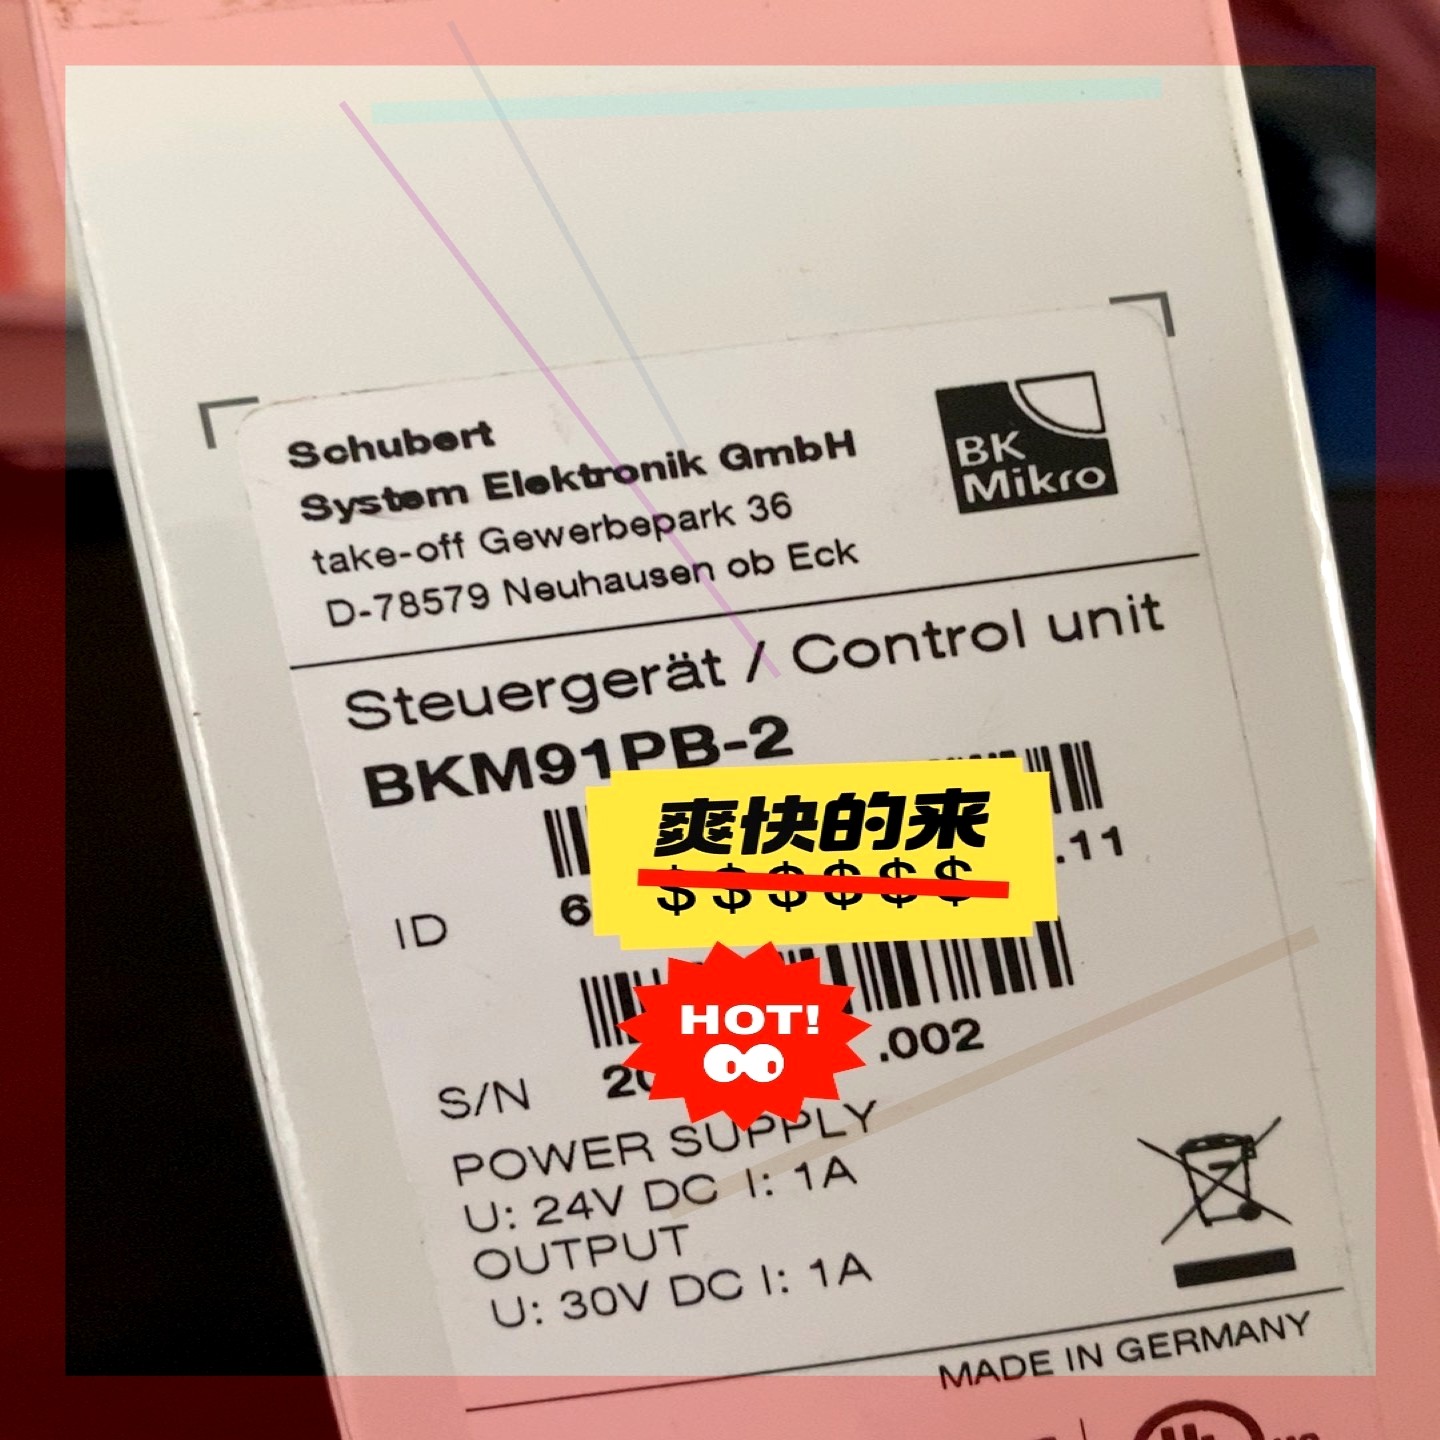 Schubert
System Elektronik GmbH
take-off Gewerbepark 36
D-78579 Neuhausen ob Eck
BK
Mikro
Steuergerät / Control unit
BKM91PB-2
爽快的来
$$$$$$
.11
ID 6
HOT!
.002
S/N 20
POWER SUPPLY
U: 24V DC I: 1A
OUTPUT
U: 30V DC I: 1A
MADE IN GERMANY